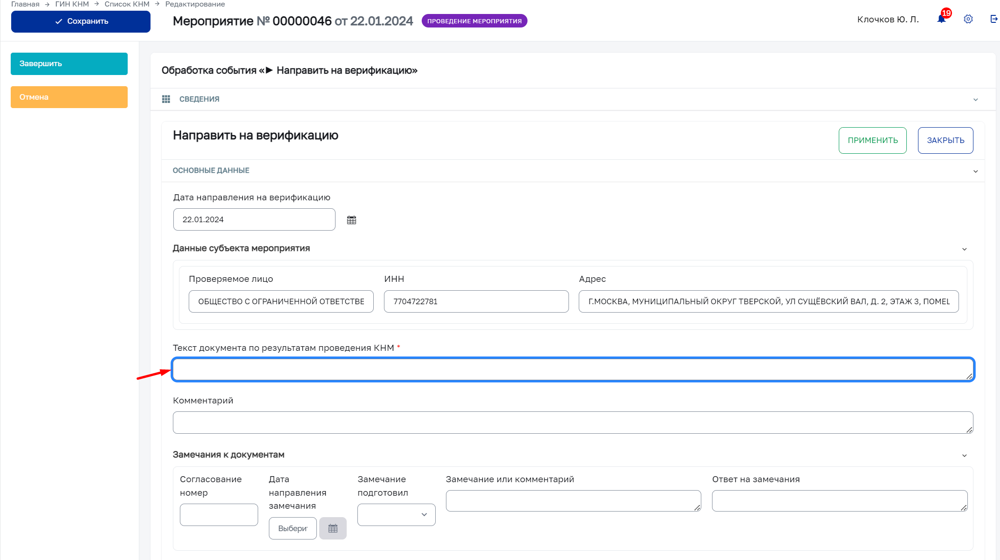 Главная → ГИН КНМ → Список КНМ → Редактирование
Сохранить
Мероприятие № 00000046 от 22.01.2024
ПРОВЕДЕНИЕ МЕРОПРИЯТИЯ
Клочков Ю. Л.
19
Завершить
Отмена
Обработка события «► Направить на верификацию»
СВЕДЕНИЯ
Направить на верификацию
ПРИМЕНИТЬ
ЗАКРЫТЬ
ОСНОВНЫЕ ДАННЫЕ
Дата направления на верификацию
22.01.2024
Данные субъекта мероприятия
Проверяемое лицо
ИНН
Адрес
ОБЩЕСТВО С ОГРАНИЧЕННОЙ ОТВЕТСТВЕ
7704722781
Г.МОСКВА, МУНИЦИПАЛЬНЫЙ ОКРУГ ТВЕРСКОЙ, УЛ СУЩЁВСКИЙ ВАЛ, Д. 2, ЭТАЖ 3, ПОМЕЩ
Текст документа по результатам проведения КНМ *
Комментарий
Замечания к документам
Согласование
номер
Дата
направления
замечания
Выберит
Замечание
подготовил
Замечание или комментарий
Ответ на замечания